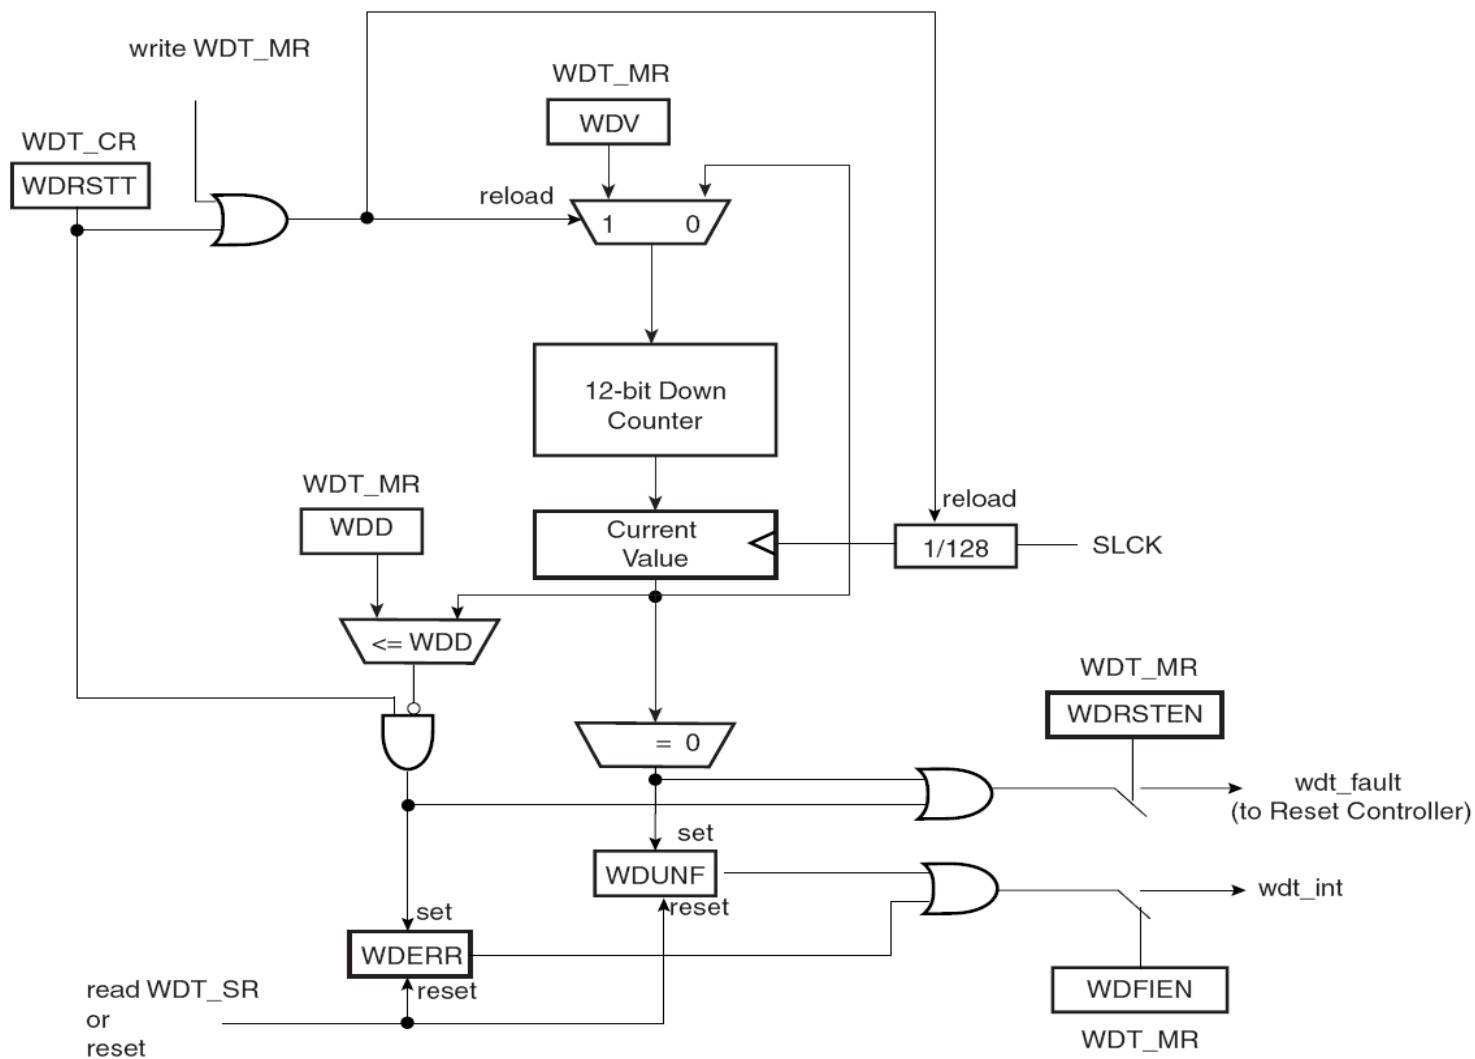 write WDT_MR
WDT_MR
WDV
WDT_CR
WDRSTT
reload
1 0
12-bit Down
Counter
WDT_MR
WDD
reload
Current
Value
1/128
SLCK
<= WDD
WDT_MR
WDRSTEN
= 0
wdt_fault
(to Reset Controller)
set
WDUNF
reset
wdt_int
set
WDERR
reset
read WDT_SR
or
reset
WDFIEN
WDT_MR